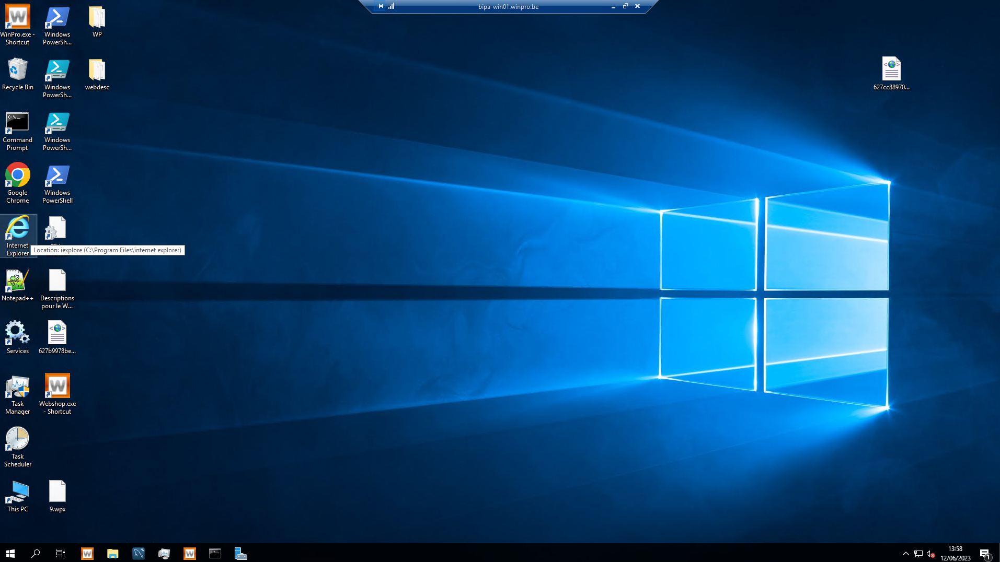 bipa-win01.winpro.be
WinPro.exe -
Shortcut
Windows
PowerSh...
WP
Recycle Bin
Windows
PowerSh...
webdesc
627cc88970...
Command
Prompt
Windows
PowerSh...
Google
Chrome
Windows
PowerShell
Internet
Explorer
Location: iexplore (C:\Program Files\internet explorer)
Notepad++
Descriptions
pour le W...
Services
627b9978be...
Task
Manager
Webshop.exe
- Shortcut
Task
Scheduler
This PC
9.wpx
13:58
12/06/2023
1